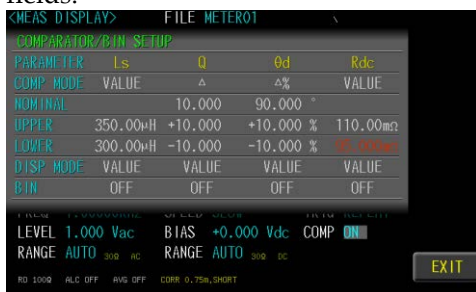 fields.
<MEAS DISPLAY> FILE METER01
COMPARATOR/BIN SETUP
PARAMETER Ls Q θd Rdc
COMP MODE VALUE Δ Δ% VALUE
NOMINAL 10.000 90.000 °
UPPER 350.00μH +10.000 +10.000 % 110.00mΩ
LOWER 300.00μH -10.000 -10.000 %
DISP MODE VALUE VALUE VALUE VALUE
BIN OFF OFF OFF OFF
LEVEL 1.000 Vac BIAS +0.000 Vdc COMP ON
RANGE AUTO 30Ω AC RANGE AUTO 30Ω DC
EXIT
RO 100Ω ALC OFF AVG OFF CORR 0.75m,SHORT